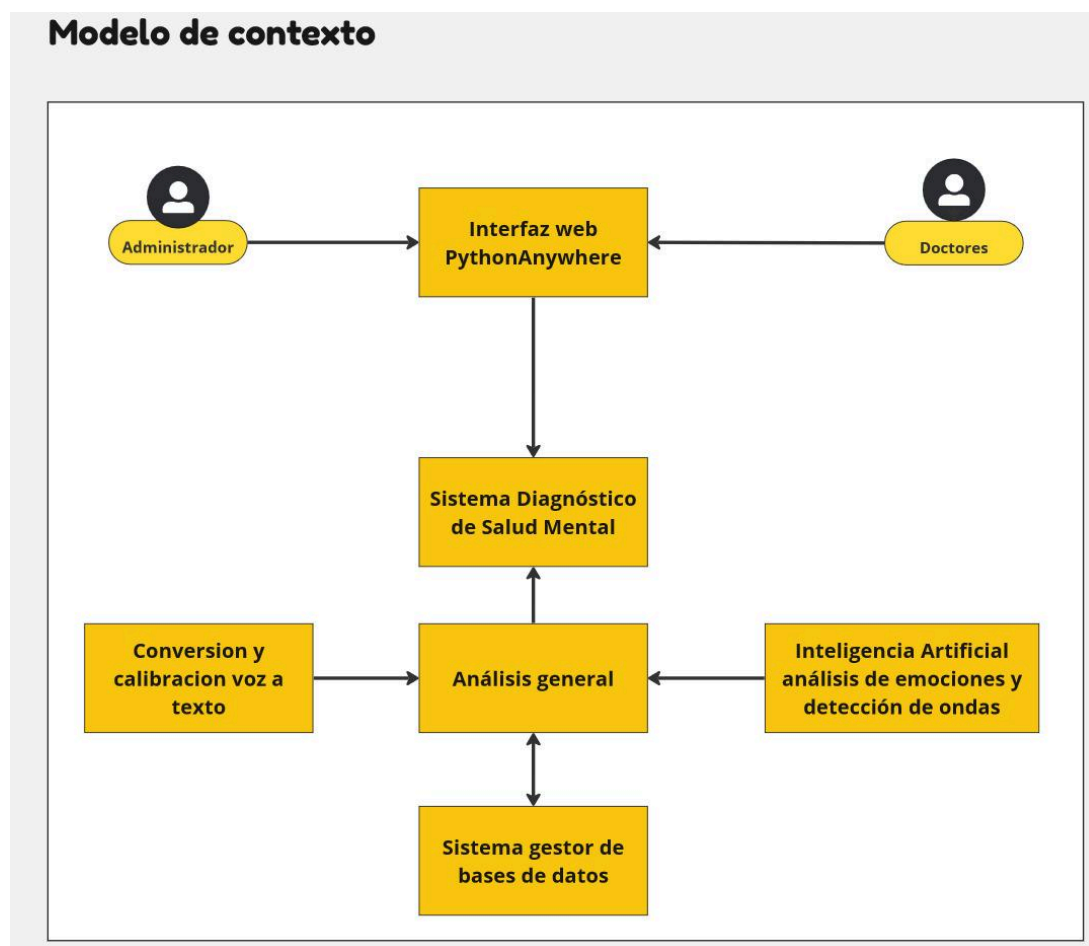 Modelo de contexto
Administrador
Interfaz web
PythonAnywhere
Doctores
Sistema Diagnóstico
de Salud Mental
Conversion y
calibracion voz a
texto
Análisis general
Inteligencia Artificial
análisis de emociones y
detección de ondas
Sistema gestor de
bases de datos